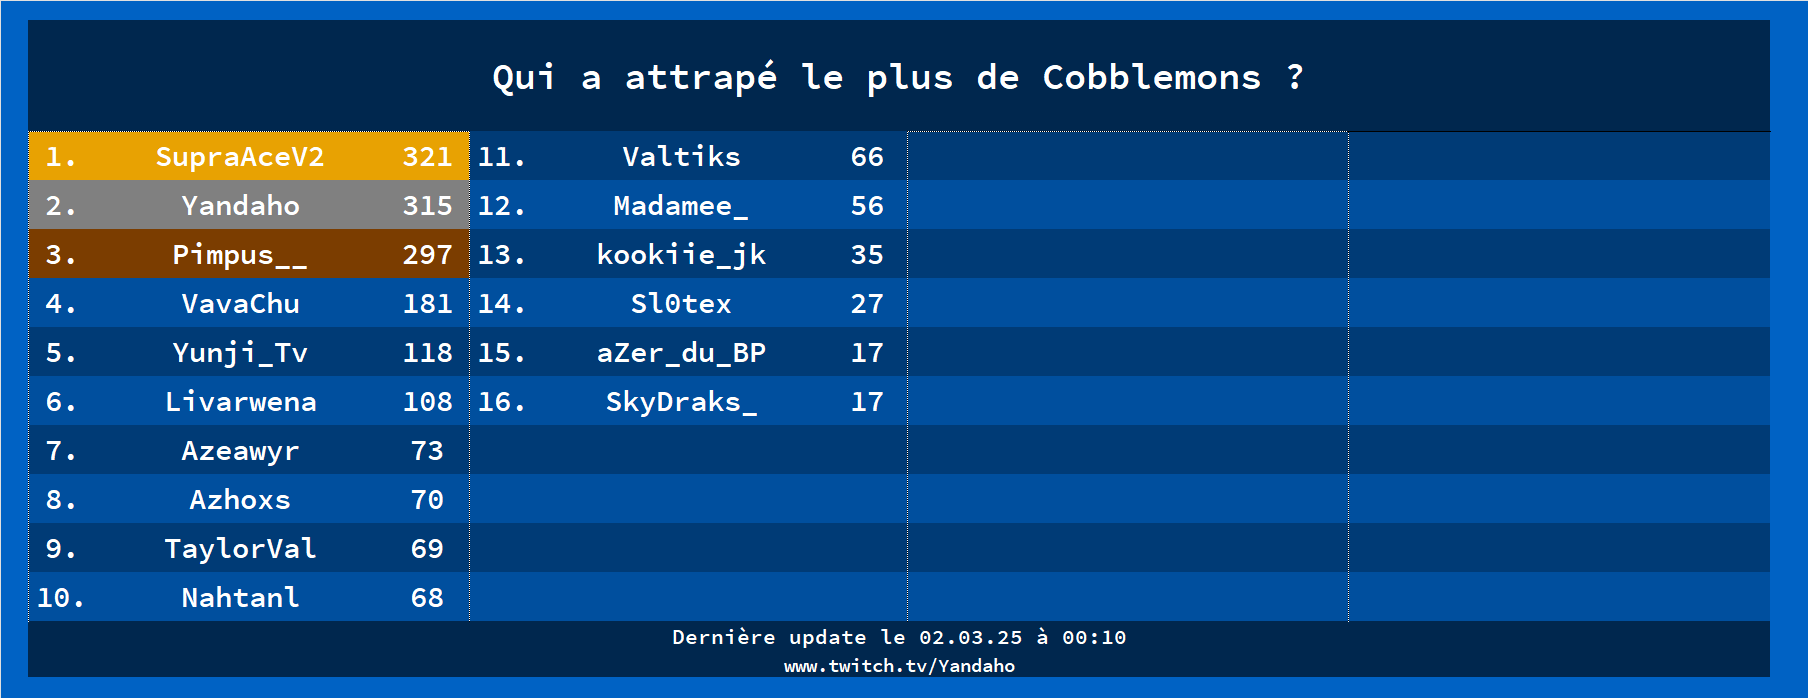 Qui a attrapé le plus de Cobblemons ?
1. SupraAceV2 321
2. Yandaho 315
3. Pimpus__ 297
4. VavaChu 181
5. Yunji_Tv 118
6. Livarwena 108
7. Azeawyr 73
8. Azhoxs 70
9. TaylorVal 69
10. Nahtanl 68
11. Valtiks 66
12. Madamee_ 56
13. kookiie_jk 35
14. Sl0tex 27
15. aZer_du_BP 17
16. SkyDraks_ 17
Dernière update le 02.03.25 à 00:10
www.twitch.tv/Yandaho